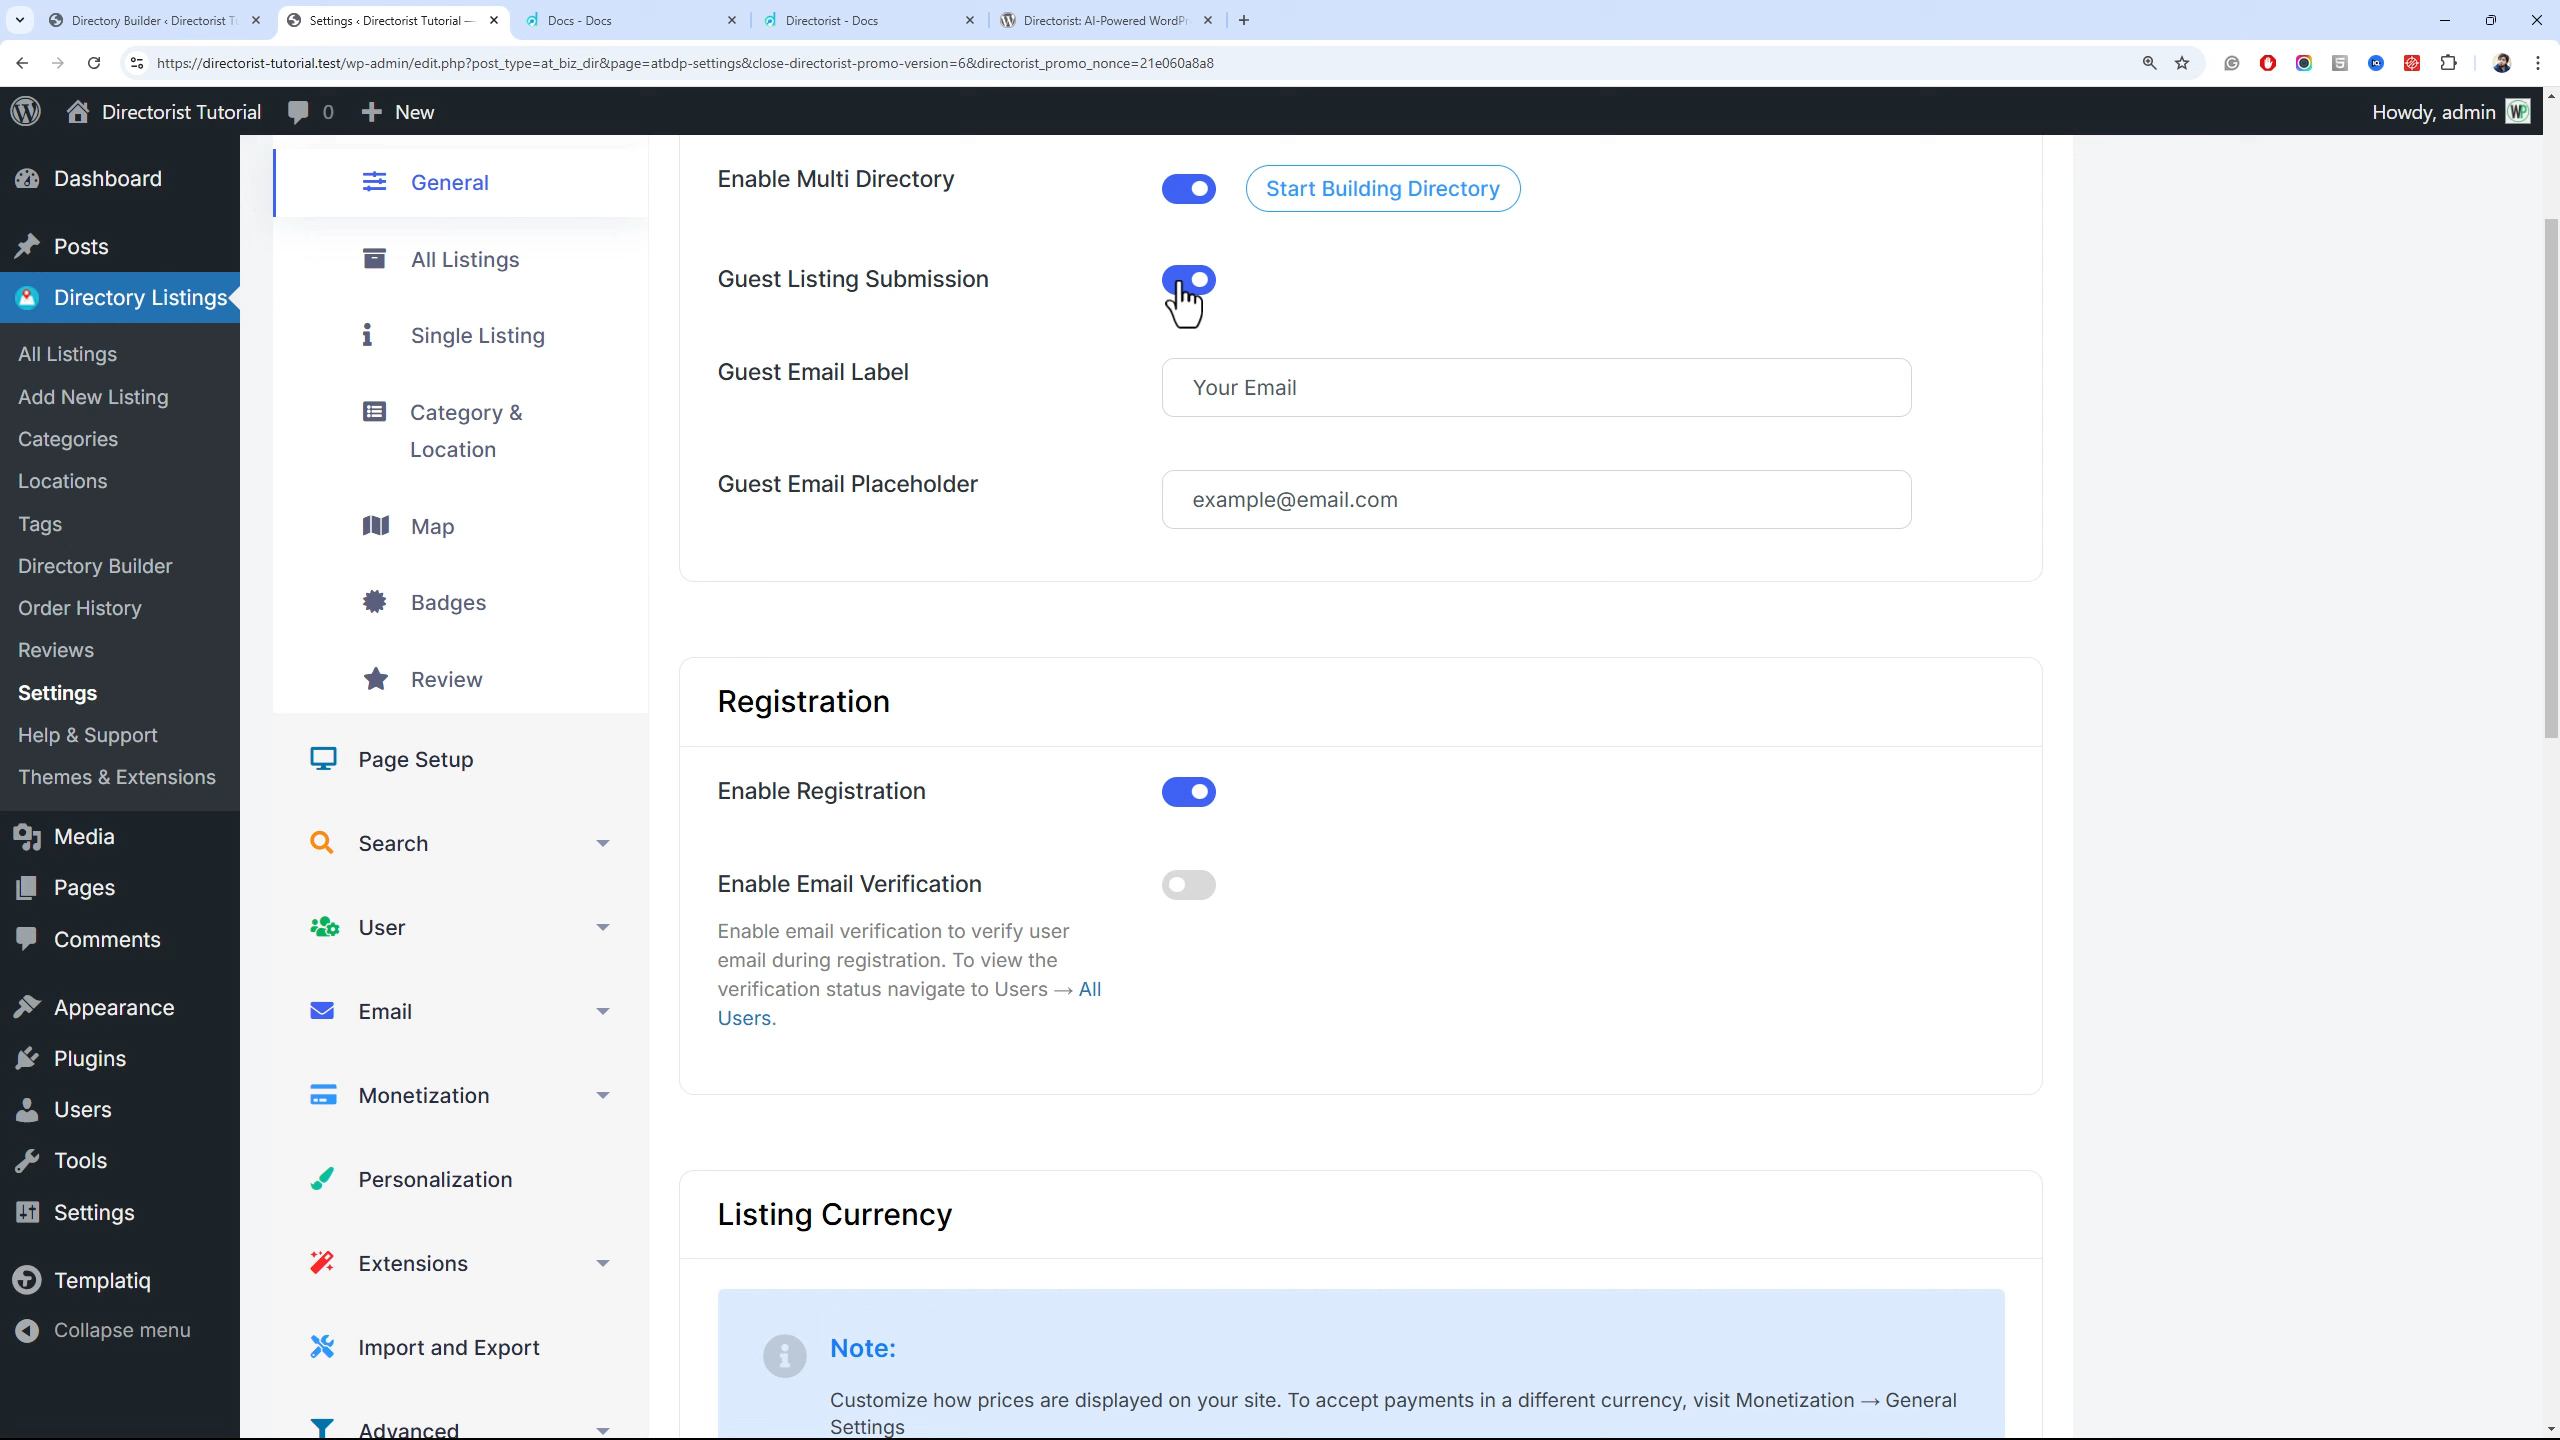 Directory Builder ‹ Directorist T
Settings ‹ Directorist Tutorial —
Docs - Docs
Directorist - Docs
Directorist: AI-Powered WordPr
https://directorist-tutorial.test/wp-admin/edit.php?post_type=at_biz_dir&page=atbdp-settings&close-directorist-promo-version=6&directorist_promo_nonce=21e060a8a8
Directorist Tutorial
0
New
Howdy, admin
Dashboard
Posts
Directory Listings
All Listings
Add New Listing
Categories
Locations
Tags
Directory Builder
Order History
Reviews
Settings
Help & Support
Themes & Extensions
Media
Pages
Comments
Appearance
Plugins
Users
Tools
Settings
Templatiq
Collapse menu
General
All Listings
Single Listing
Category &
Location
Map
Badges
Review
Page Setup
Search
User
Email
Monetization
Personalization
Extensions
Import and Export
Advanced
Enable Multi Directory
Start Building Directory
Guest Listing Submission
Guest Email Label
Your Email
Guest Email Placeholder
example@email.com
Registration
Enable Registration
Enable Email Verification
Enable email verification to verify user
email during registration. To view the
verification status navigate to Users → All
Users.
Listing Currency
Note:
Customize how prices are displayed on your site. To accept payments in a different currency, visit Monetization → General
Settings